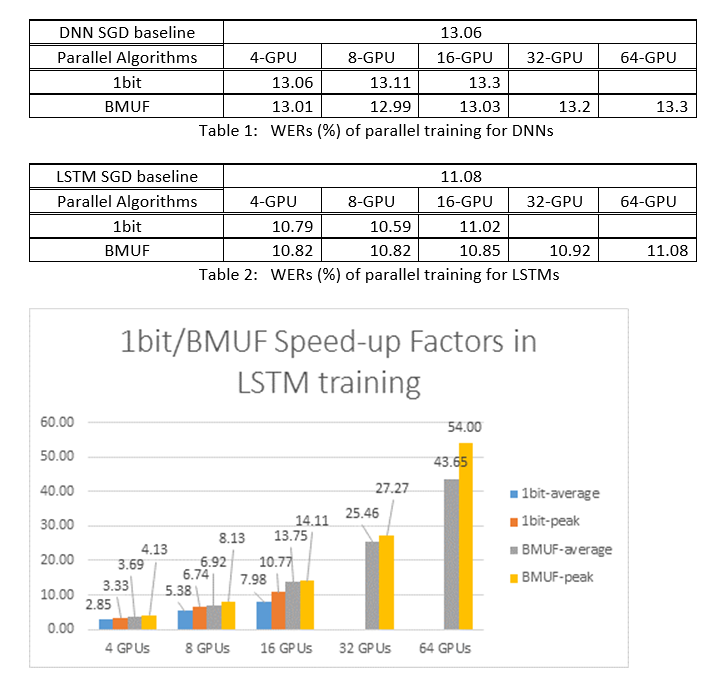 DNN SGD baseline 13.06
Parallel Algorithms 4-GPU 8-GPU 16-GPU 32-GPU 64-GPU
1bit 13.06 13.11 13.3
BMUF 13.01 12.99 13.03 13.2 13.3
Table 1: WERs (%) of parallel training for DNNs
LSTM SGD baseline 11.08
Parallel Algorithms 4-GPU 8-GPU 16-GPU 32-GPU 64-GPU
1bit 10.79 10.59 11.02
BMUF 10.82 10.82 10.85 10.92 11.08
Table 2: WERs (%) of parallel training for LSTMs
1bit/BMUF Speed-up Factors in
LSTM training
60.00
50.00
40.00
30.00
20.00
10.00
0.00
2.85 3.33 3.69 4.13
5.38 6.74 6.92 8.13
7.98 10.77 13.75 14.11
25.46 27.27
43.65 54.00
4 GPUs 8 GPUs 16 GPUs 32 GPUs 64 GPUs
1bit-average
1bit-peak
BMUF-average
BMUF-peak